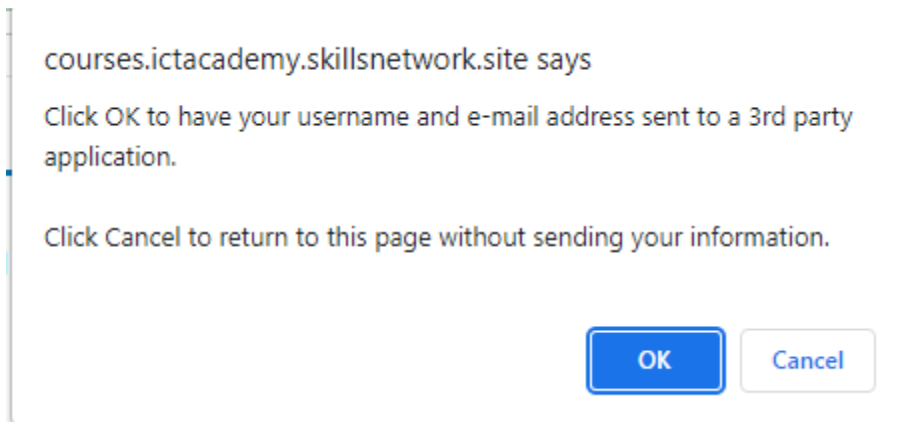 courses.ictacademy.skillsnetwork.site says
Click OK to have your username and e-mail address sent to a 3rd party
application.
Click Cancel to return to this page without sending your information.
OK Cancel